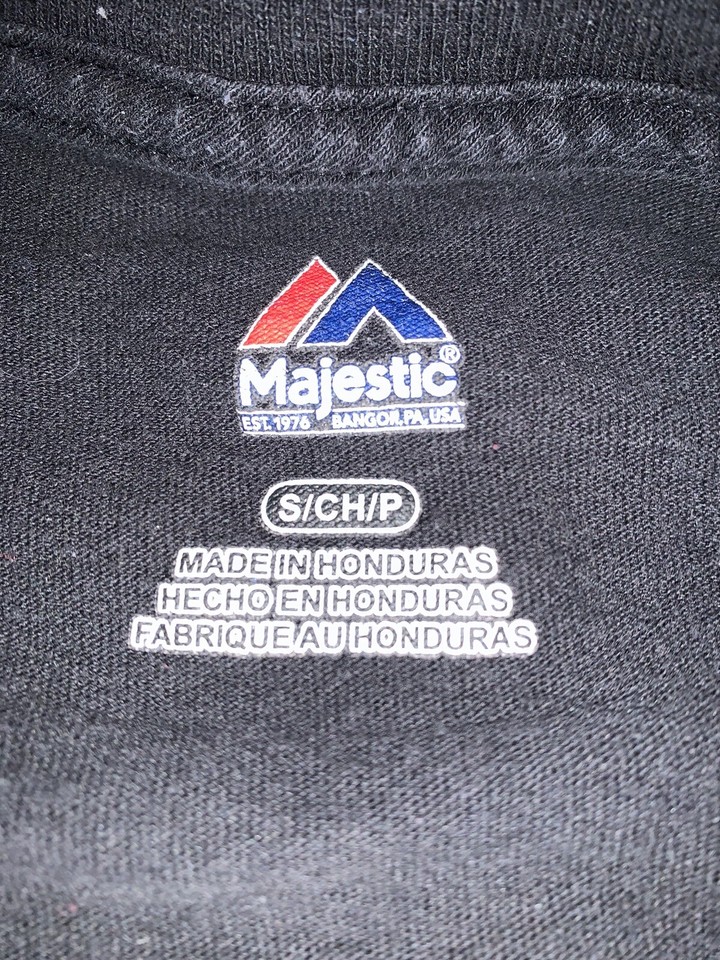 Majestic®
EST. 1976 BANGOR, PA, USA
S/CH/P
MADE IN HONDURAS
HECHO EN HONDURAS
FABRIQUE AU HONDURAS